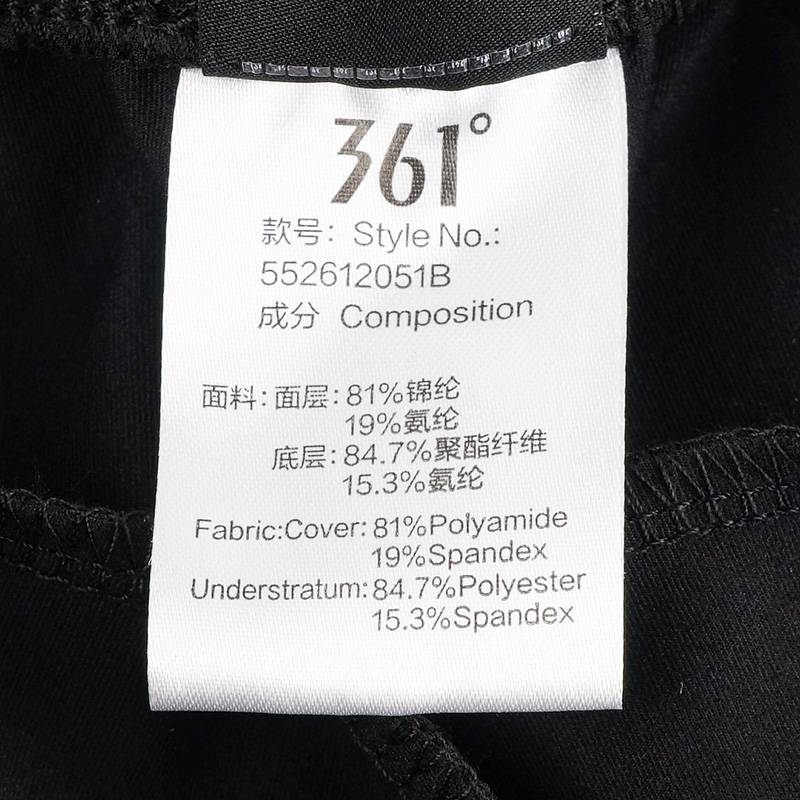 361°
款号: Style No.:
552612051B
成分 Composition
面料:面层:81%锦纶
19%氨纶
底层:84.7%聚酯纤维
15.3%氨纶
Fabric:Cover:81%Polyamide
19%Spandex
Understratum:84.7%Polyester
15.3%Spandex